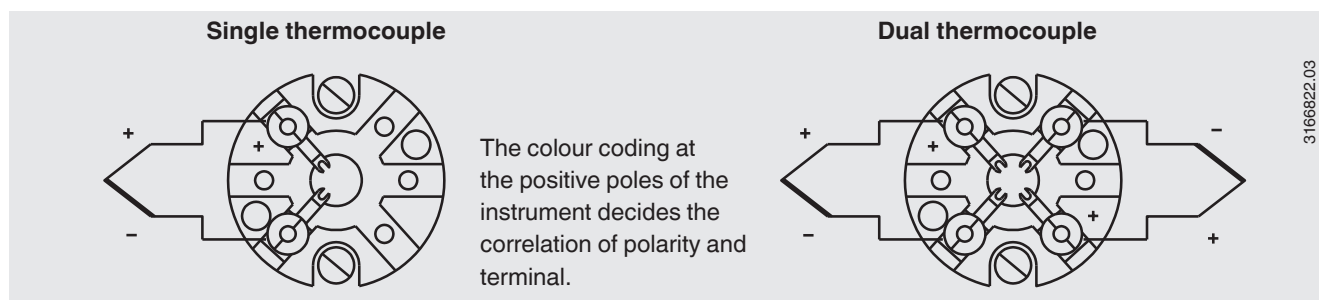 Single thermocouple
+
+
−
The colour coding at
the positive poles of the
instrument decides the
correlation of polarity and
terminal.
Dual thermocouple
+
+
−
−
+
+
3166822.03